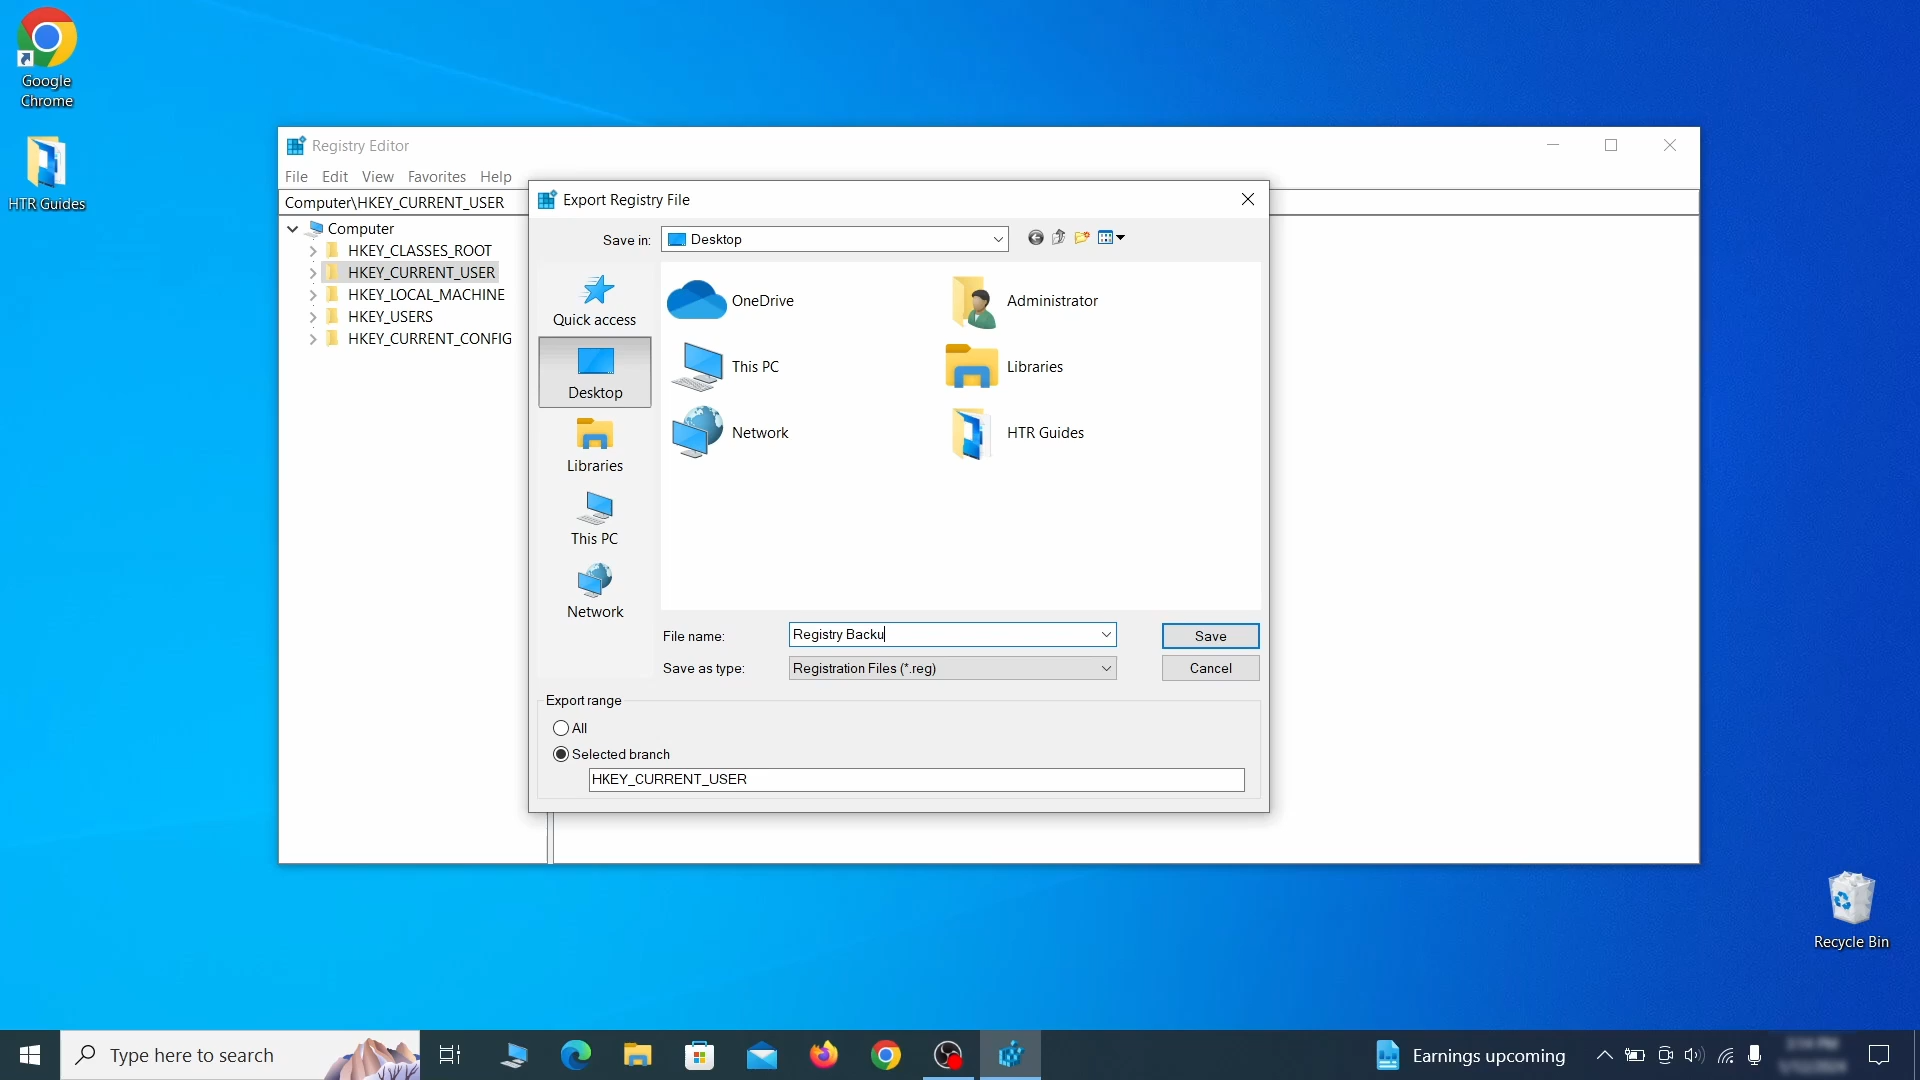 Google
Chrome
HTR Guides
Registry Editor
File Edit View Favorites Help
Computer\HKEY_CURRENT_USER
Computer
HKEY_CLASSES_ROOT
HKEY_CURRENT_USER
HKEY_LOCAL_MACHINE
HKEY_USERS
HKEY_CURRENT_CONFIG
Export Registry File
Save in: Desktop
Quick access
Desktop
Libraries
This PC
Network
OneDrive
Administrator
This PC
Libraries
Network
HTR Guides
File name: Registry Backu
Save
Save as type: Registration Files (*.reg)
Cancel
Export range
All
Selected branch
HKEY_CURRENT_USER
Recycle Bin
Type here to search
Earnings upcoming